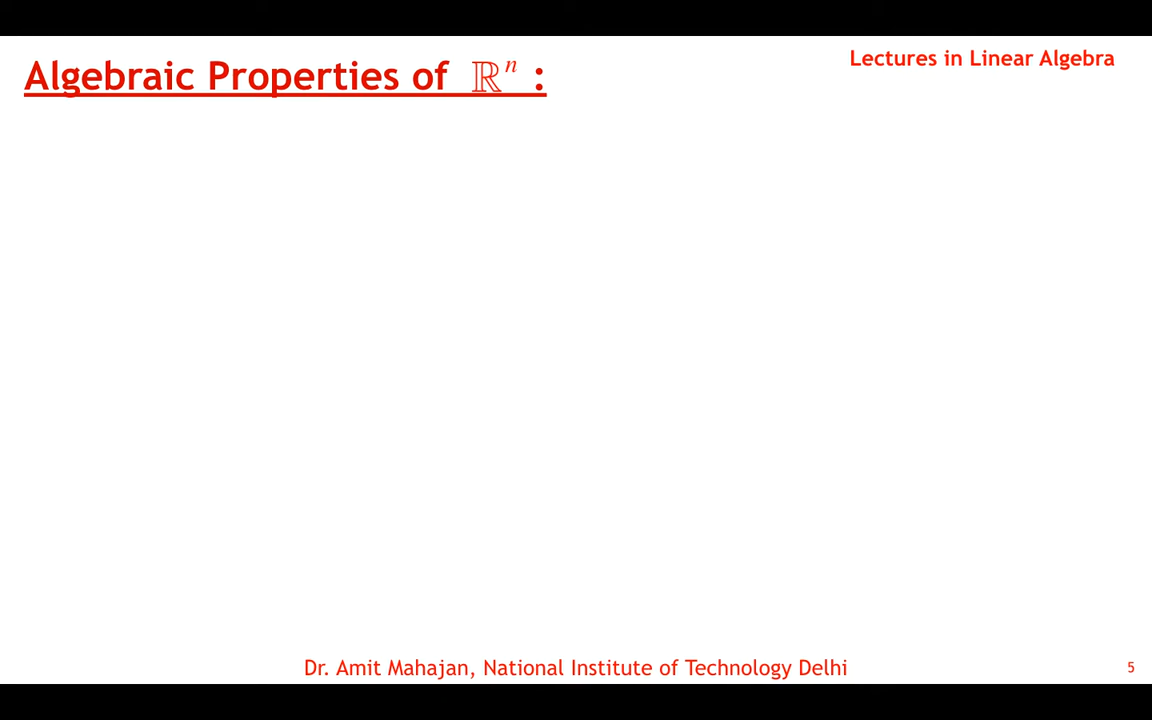 Lectures in Linear Algebra
Algebraic Properties of ℝⁿ :
Dr. Amit Mahajan, National Institute of Technology Delhi
5